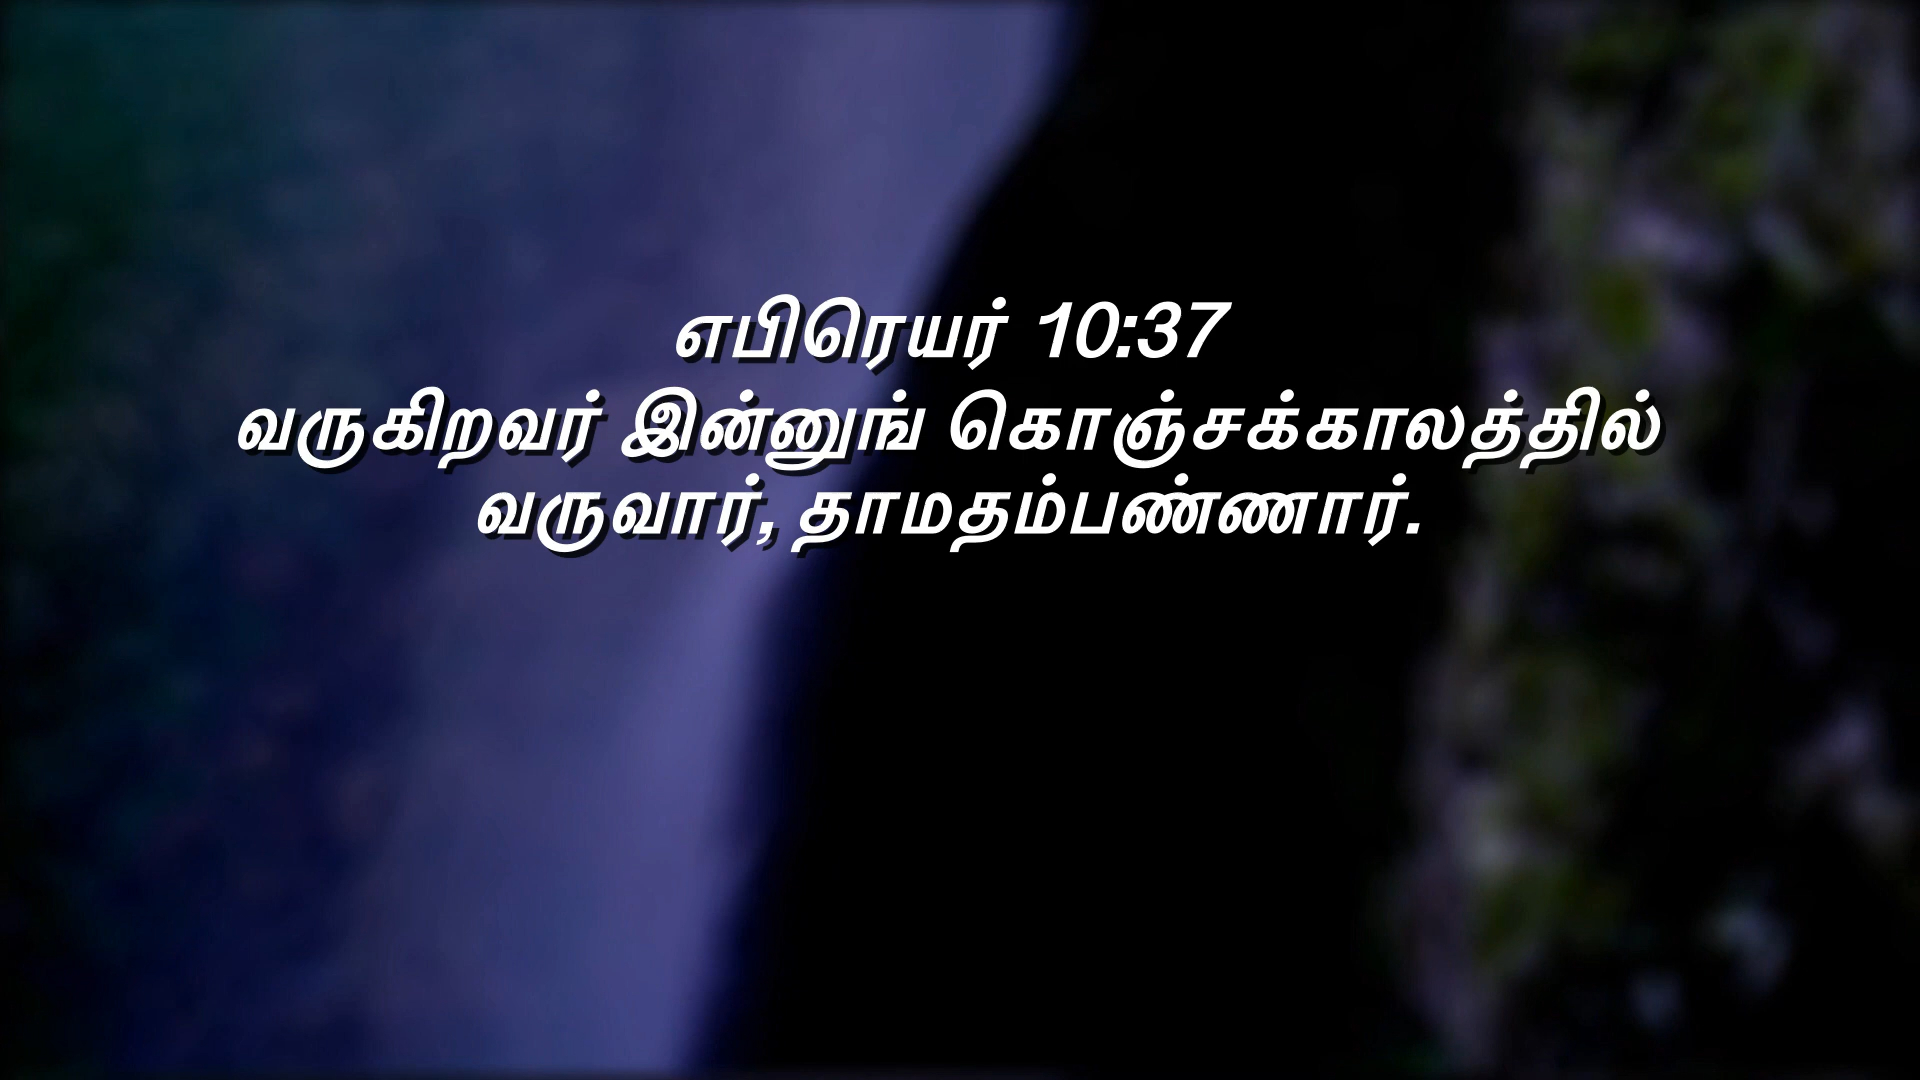 எபிரெயர் 10:37
வருகிறவர் இன்னுங் கொஞ்சக்காலத்தில்
வருவார், தாமதம்பண்ணார்.